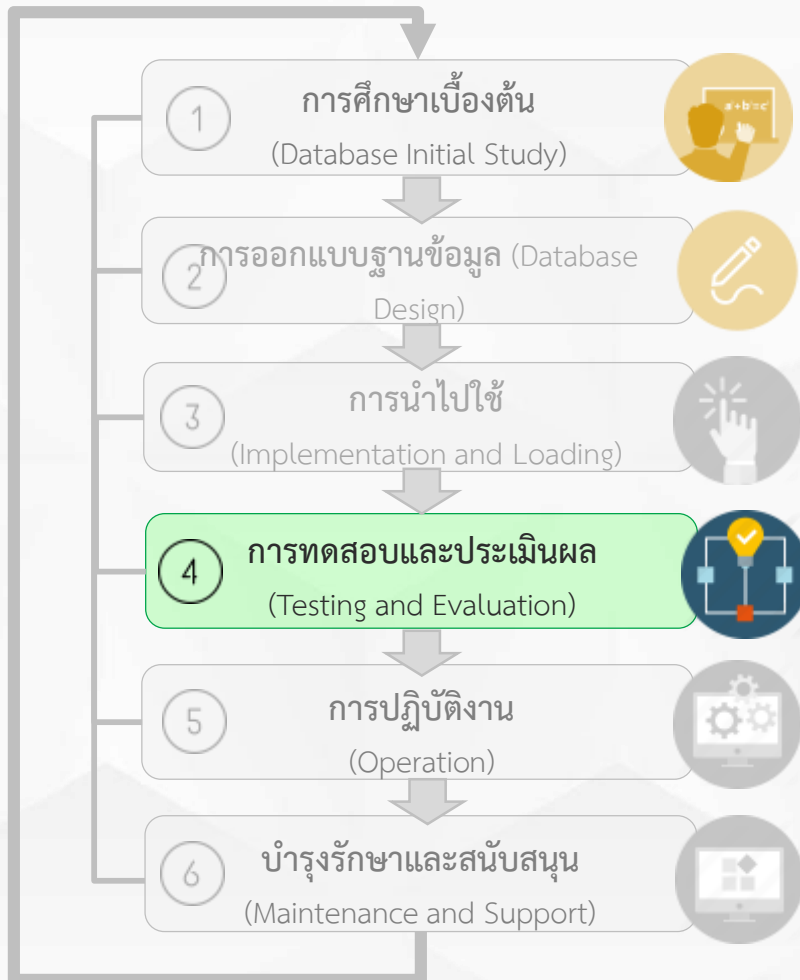 1
การศึกษาเบื้องต้น
(Database Initial Study)
a²+b²=c²
2
การออกแบบฐานข้อมูล (Database
Design)
3
การนำไปใช้
(Implementation and Loading)
4
การทดสอบและประเมินผล
(Testing and Evaluation)
5
การปฏิบัติงาน
(Operation)
6
บำรุงรักษาและสนับสนุน
(Maintenance and Support)